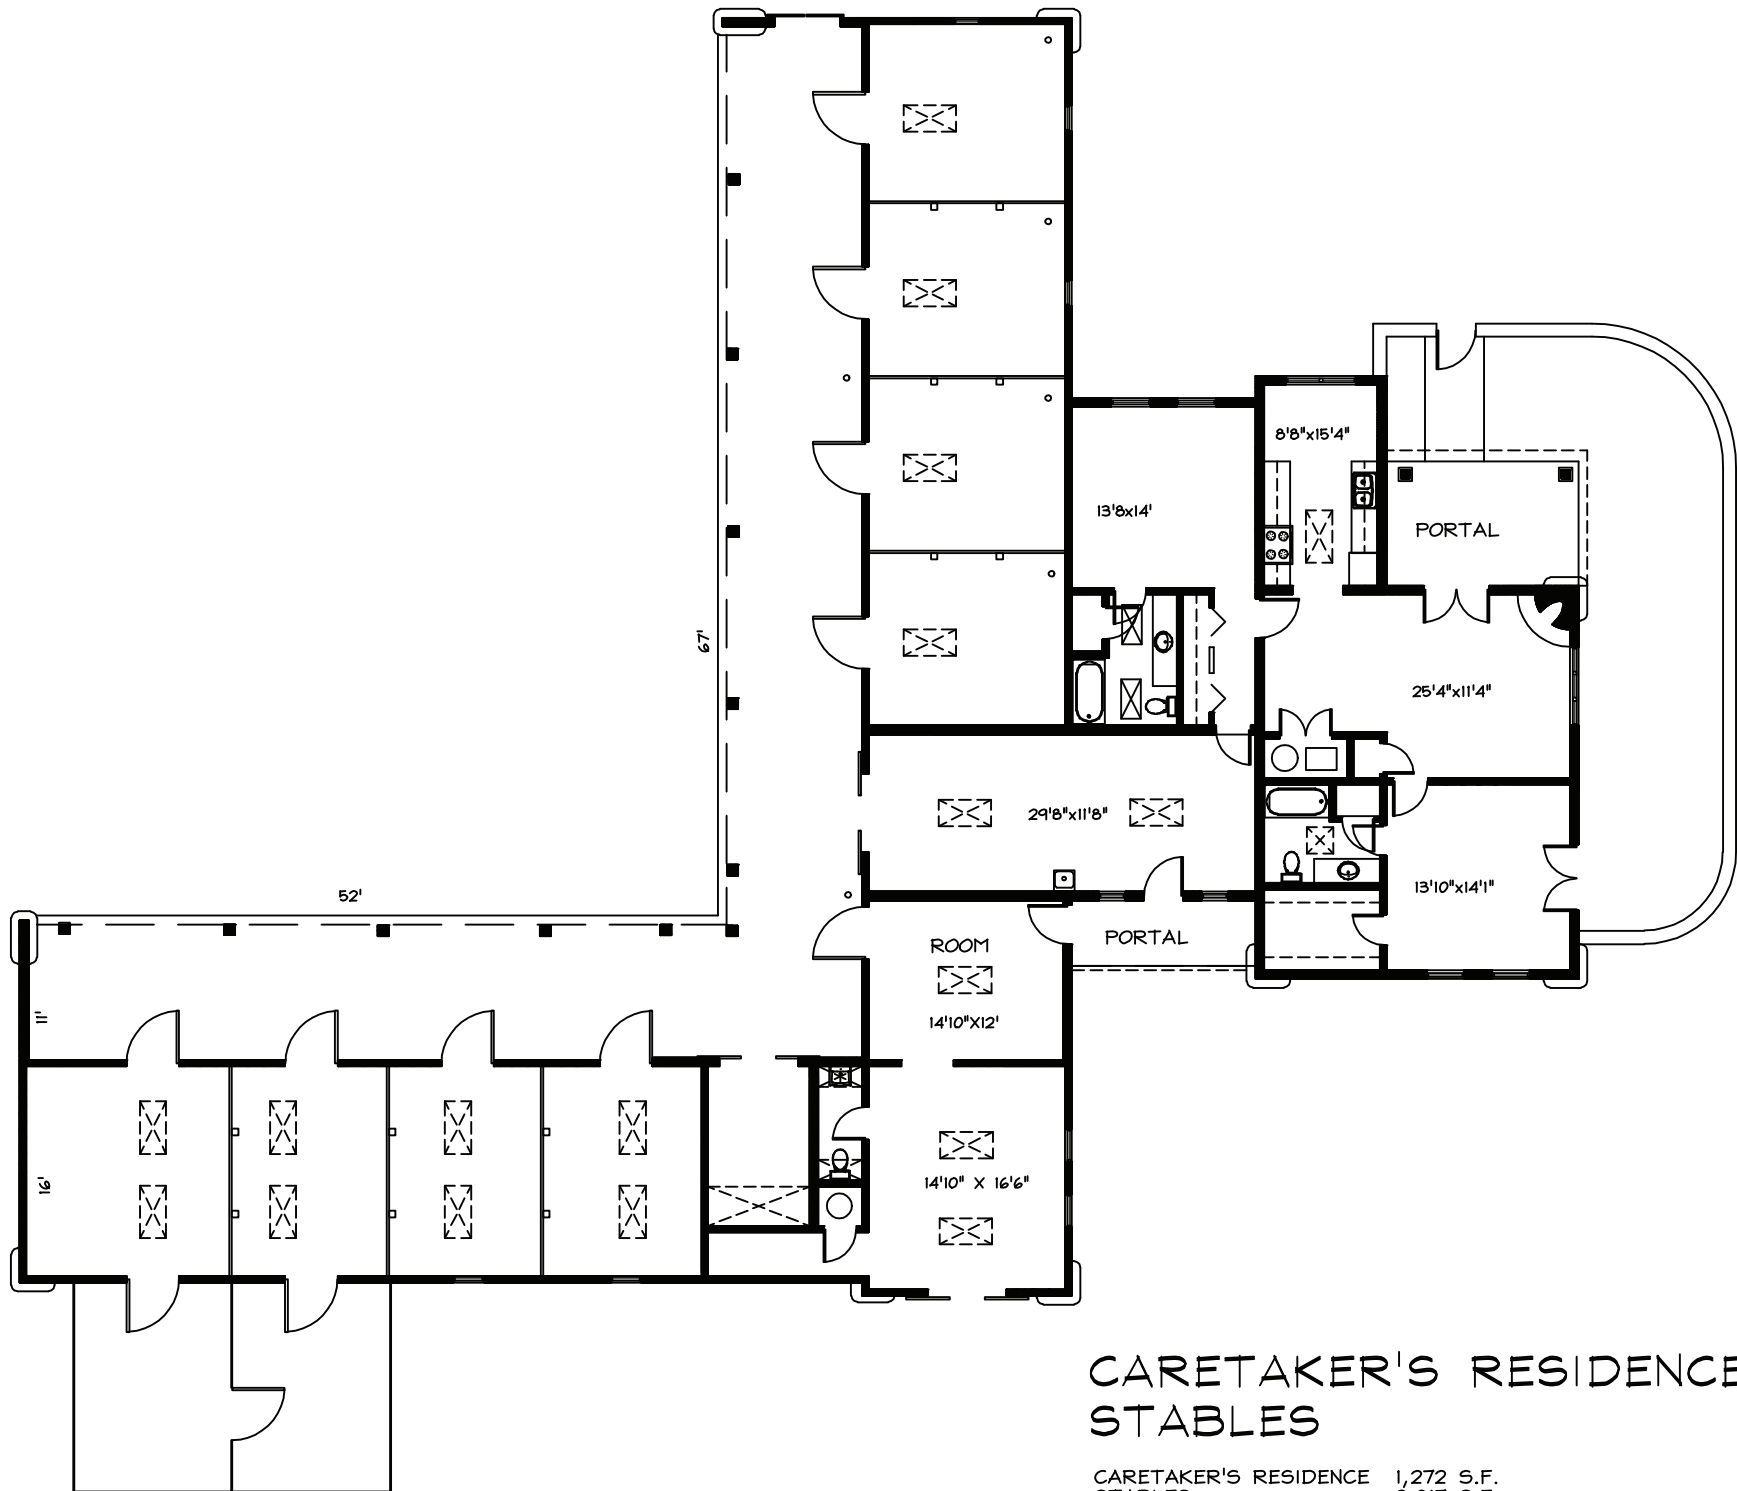 8'8"x15'4"
13'8x14'
PORTAL
67'
25'4"x11'4"
29'8"x11'8"
52'
13'10"x14'1"
PORTAL
ROOM
11'
14'10"X12'
16'
14'10" X 16'6"
CARETAKER'S RESIDENCE
STABLES
CARETAKER'S RESIDENCE 1,272 S.F.